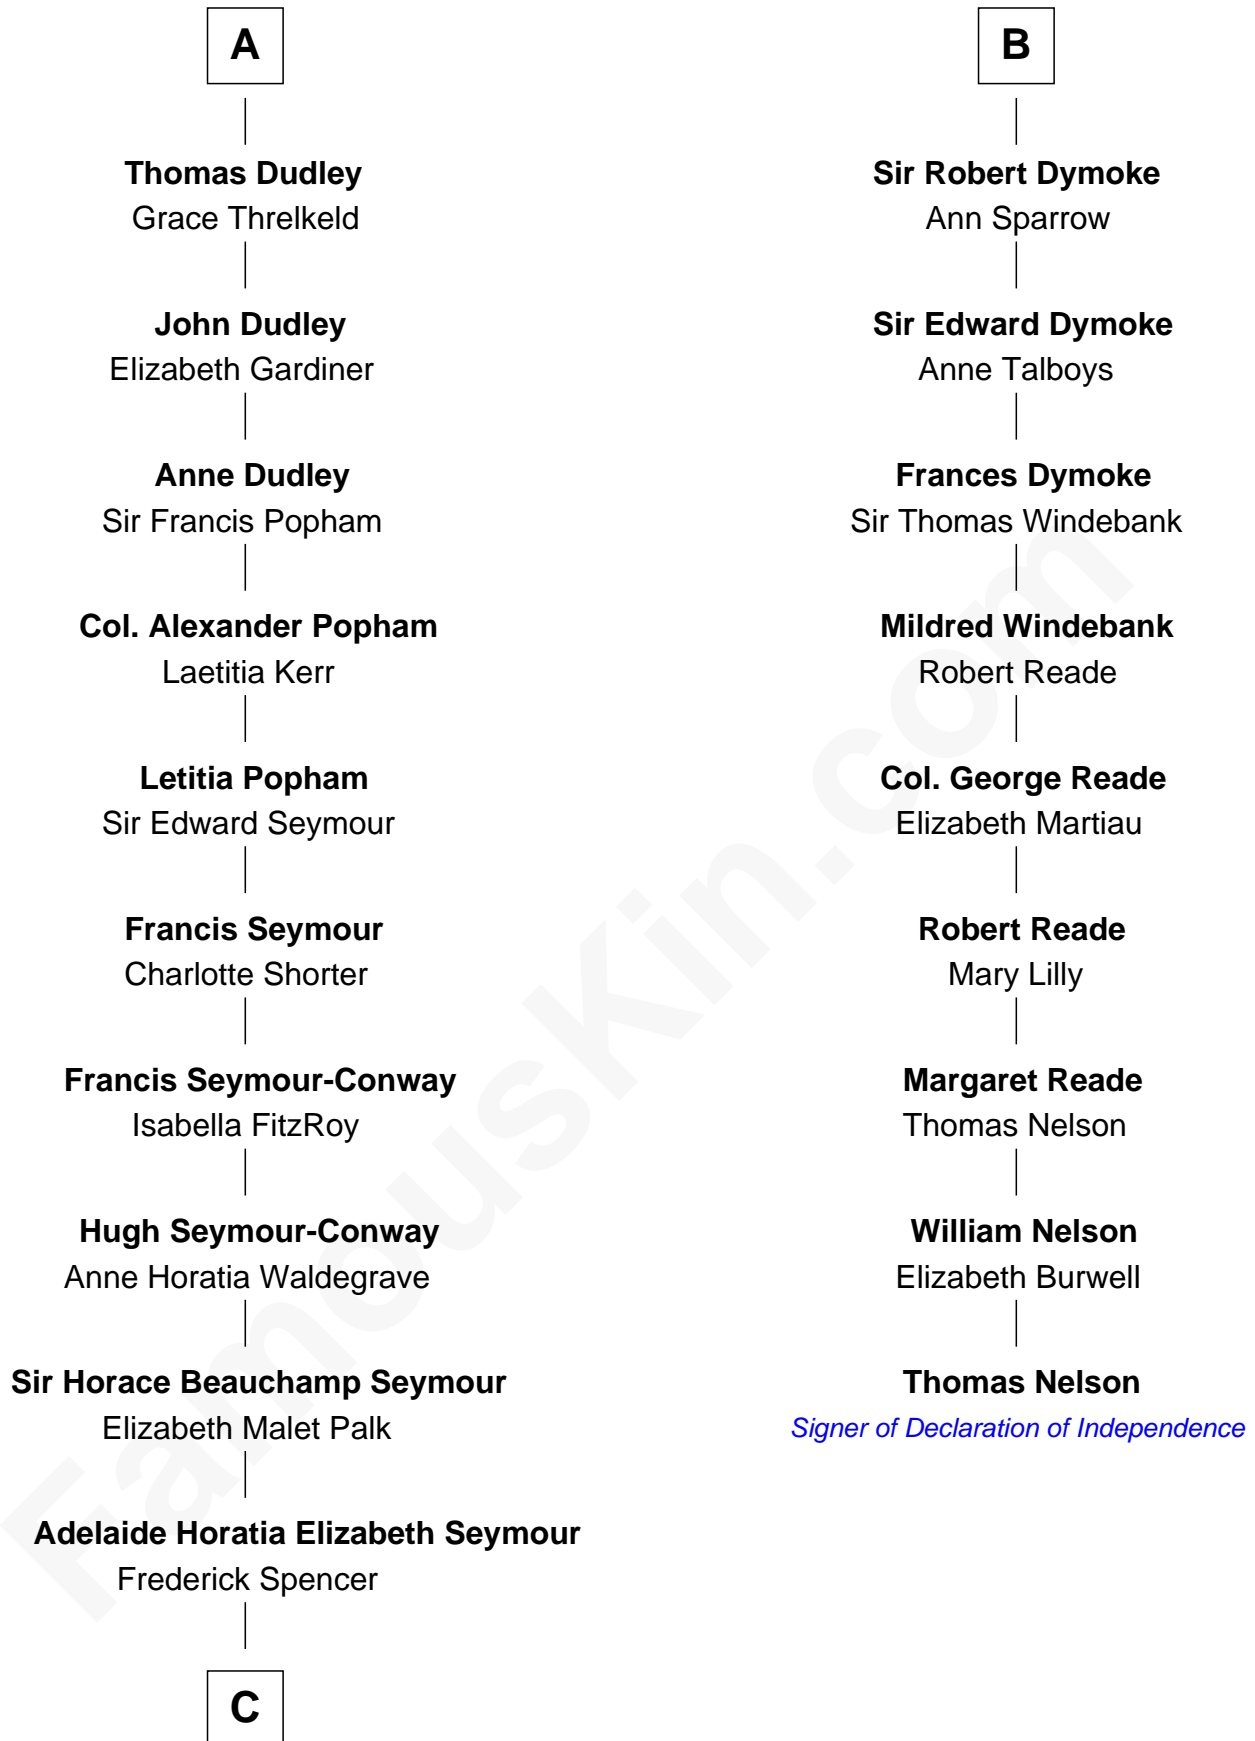 A
Thomas Dudley
Grace Threlkeld
John Dudley
Elizabeth Gardiner
Anne Dudley
Sir Francis Popham
Col. Alexander Popham
Laetitia Kerr
Letitia Popham
Sir Edward Seymour
Francis Seymour
Charlotte Shorter
Francis Seymour-Conway
Isabella FitzRoy
Hugh Seymour-Conway
Anne Horatia Waldegrave
Sir Horace Beauchamp Seymour
Elizabeth Malet Palk
Adelaide Horatia Elizabeth Seymour
Frederick Spencer
C
B
Sir Robert Dymoke
Ann Sparrow
Sir Edward Dymoke
Anne Talboys
Frances Dymoke
Sir Thomas Windebank
Mildred Windebank
Robert Reade
Col. George Reade
Elizabeth Martiau
Robert Reade
Mary Lilly
Margaret Reade
Thomas Nelson
William Nelson
Elizabeth Burwell
Thomas Nelson
Signer of Declaration of Independence
FamousKin.com